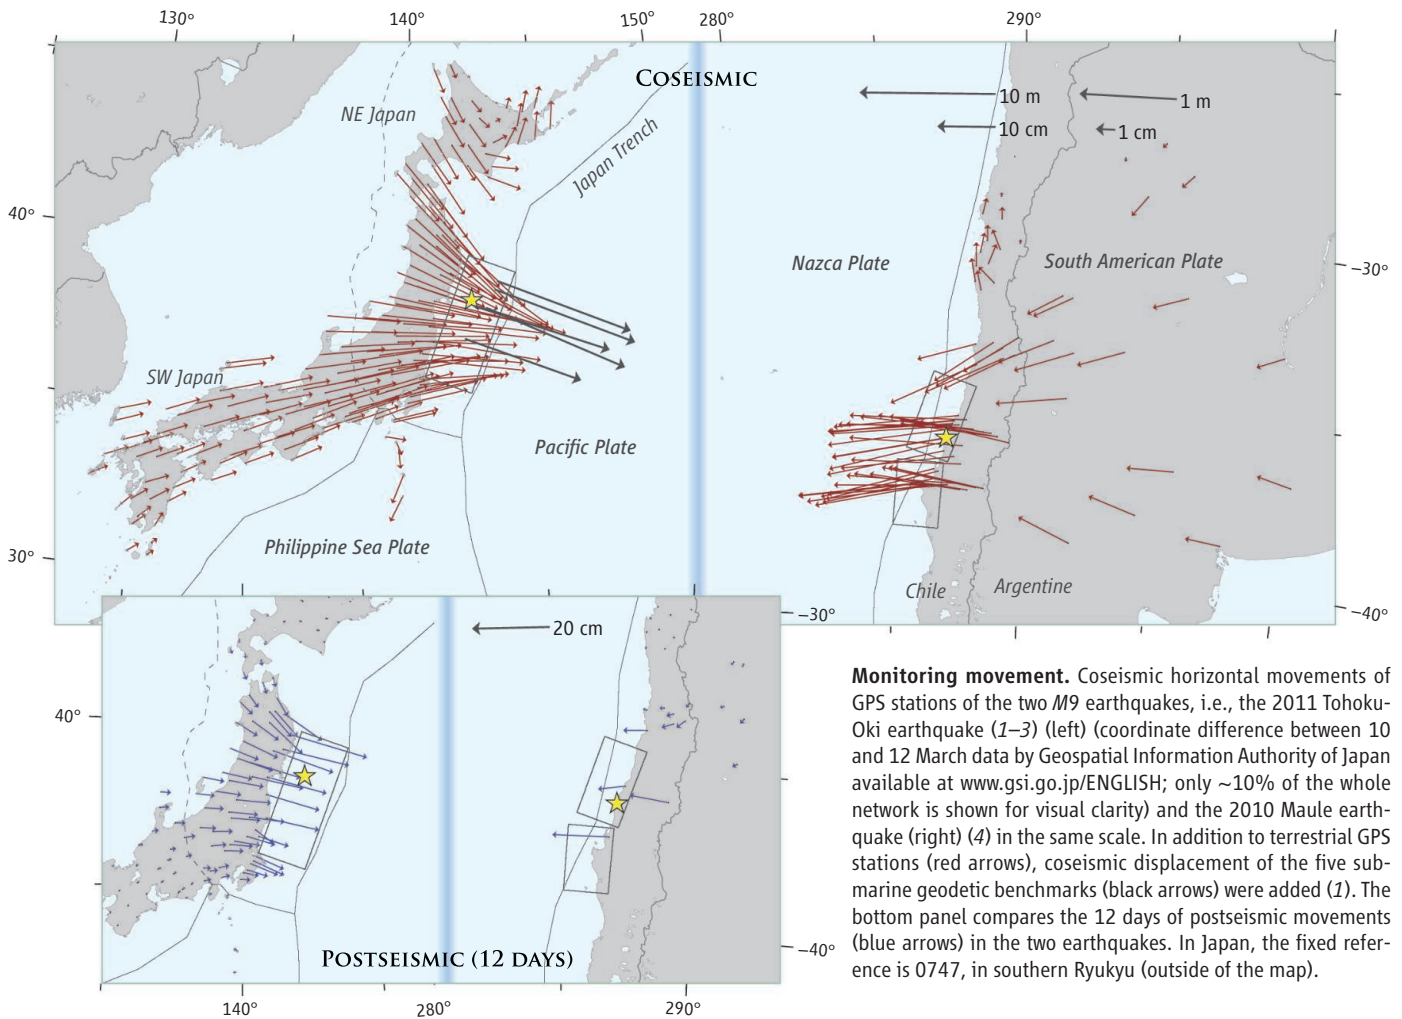 130°
140°
150°
280°
290°
COSEISMIC
10 m
1 m
10 cm
1 cm
NE Japan
Japan Trench
40°
Nazca Plate
South American Plate
−30°
SW Japan
Pacific Plate
Philippine Sea Plate
30°
Chile
Argentine
−40°
−30°
20 cm
40°
POSTSEISMIC (12 DAYS)
−40°
140°
280°
290°
Monitoring movement. Coseismic horizontal movements of
GPS stations of the two M9 earthquakes, i.e., the 2011 Tohoku-
Oki earthquake (1–3) (left) (coordinate difference between 10
and 12 March data by Geospatial Information Authority of Japan
available at www.gsi.go.jp/ENGLISH; only ~10% of the whole
network is shown for visual clarity) and the 2010 Maule earth-
quake (right) (4) in the same scale. In addition to terrestrial GPS
stations (red arrows), coseismic displacement of the five sub-
marine geodetic benchmarks (black arrows) were added (1). The
bottom panel compares the 12 days of postseismic movements
(blue arrows) in the two earthquakes. In Japan, the fixed refer-
ence is 0747, in southern Ryukyu (outside of the map).